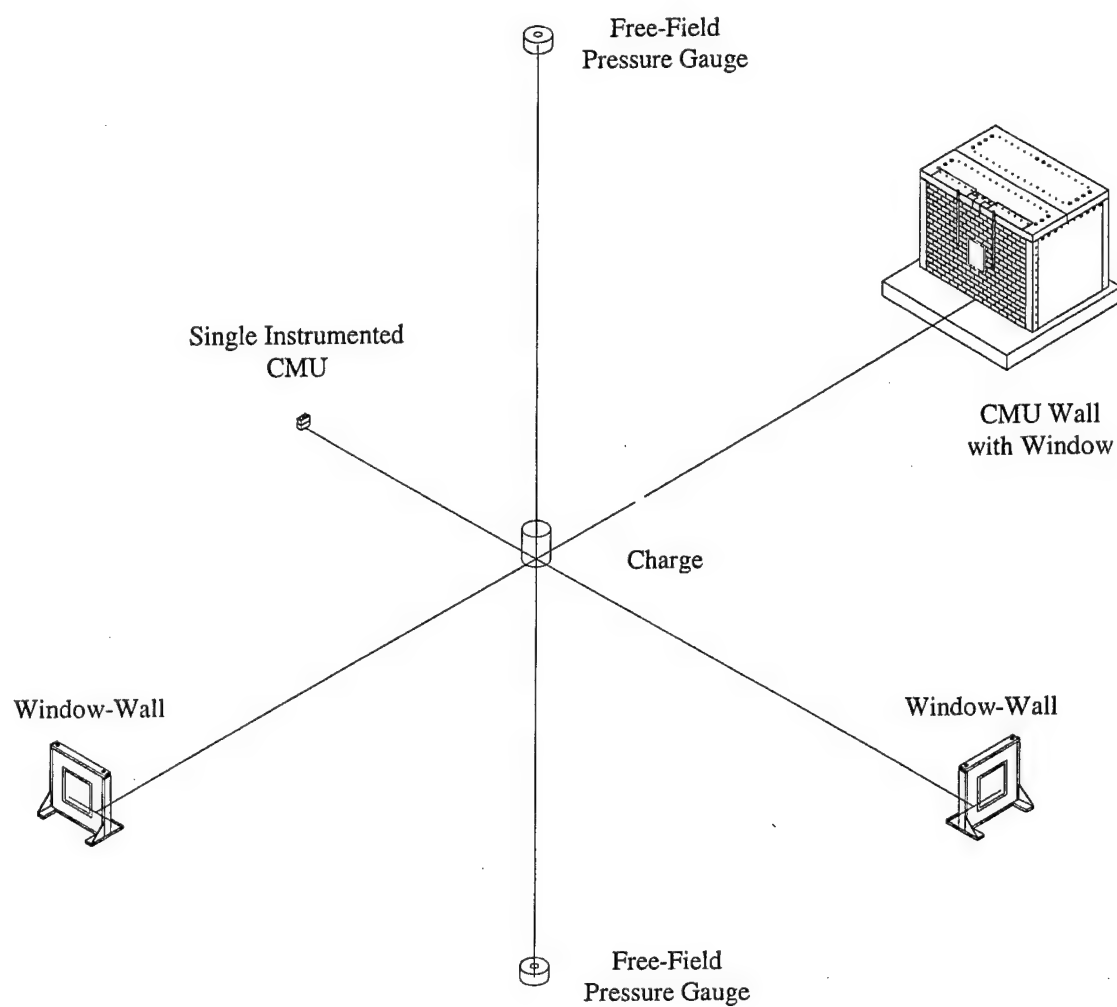 Free-Field
Pressure Gauge
Single Instrumented
CMU
CMU Wall
with Window
Charge
Window-Wall
Window-Wall
Free-Field
Pressure Gauge